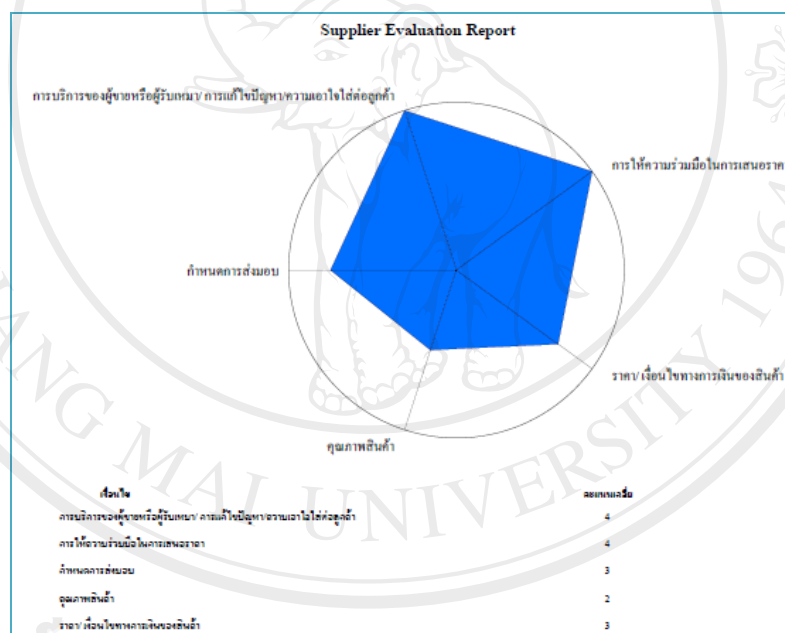 Supplier Evaluation Report
การบริการของผู้ขายหรือผู้รับเหมา/ การแก้ไขปัญหา/ความเอาใจใส่ต่อลูกค้า
การให้ความร่วมมือในการเสนอราคา
กำหนดการส่งมอบ
ราคา/ เงื่อนไขทางการเงินของสินค้า
คุณภาพสินค้า
เงื่อนไข คะแนนเฉลี่ย
การบริการของผู้ขายหรือผู้รับเหมา/ การแก้ไขปัญหา/ความเอาใจใส่ต่อลูกค้า 4
การให้ความร่วมมือในการเสนอราคา 4
กำหนดการส่งมอบ 3
คุณภาพสินค้า 2
ราคา/ เงื่อนไขทางการเงินของสินค้า 3
ANG MAI UNIVERSITY 1964